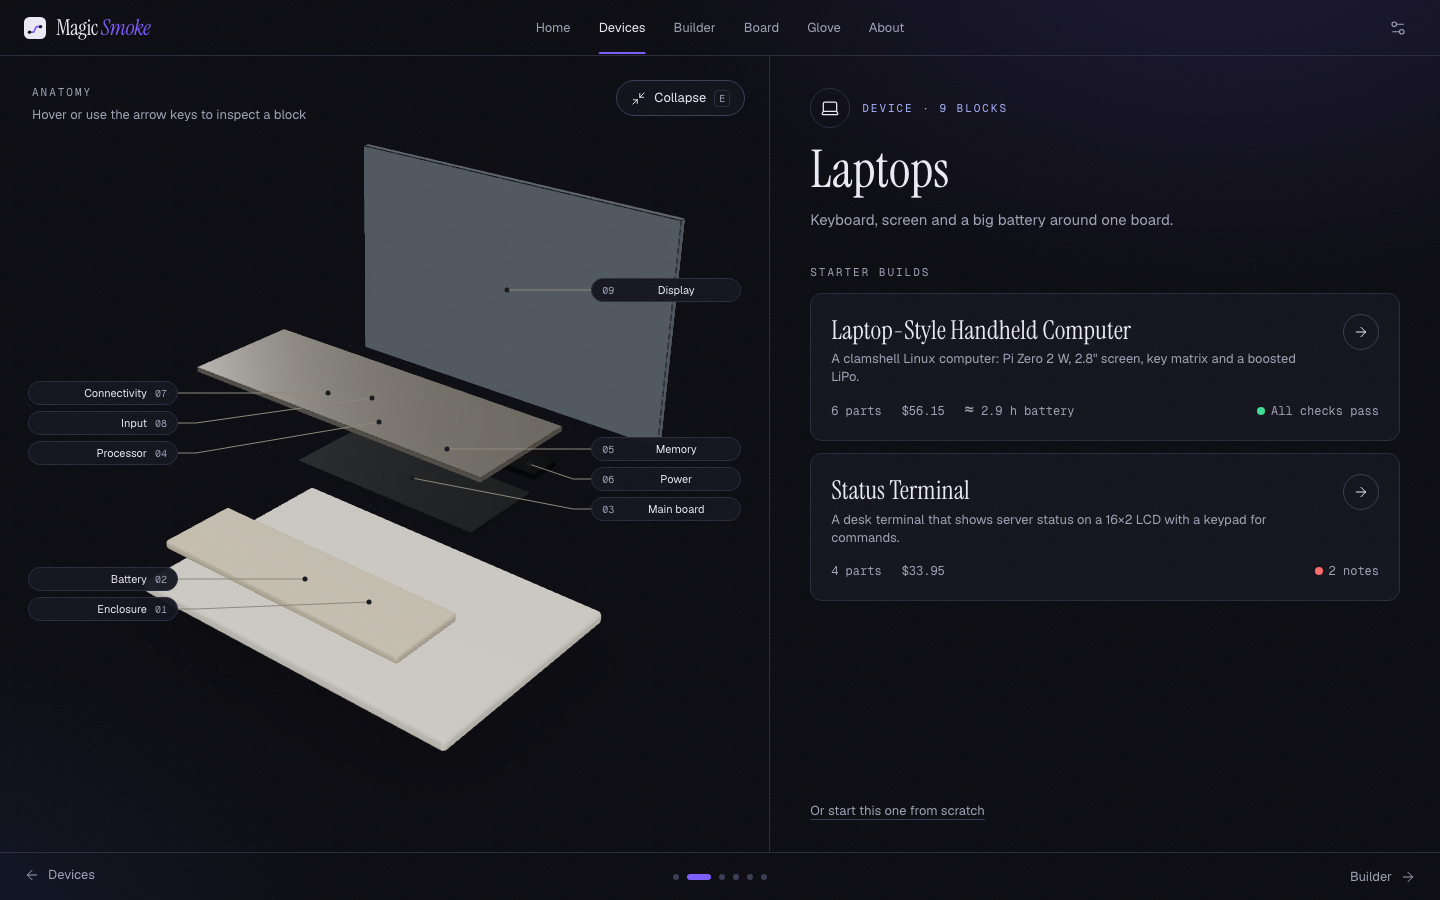 Magic Smoke
Home
Devices
Builder
Board
Glove
About
ANATOMY
Hover or use the arrow keys to inspect a block
Collapse E
09 Display
Connectivity 07
Input 08
Processor 04
05 Memory
06 Power
03 Main board
Battery 02
Enclosure 01
DEVICE · 9 BLOCKS
Laptops
Keyboard, screen and a big battery around one board.
STARTER BUILDS
Laptop-Style Handheld Computer
A clamshell Linux computer: Pi Zero 2 W, 2.8" screen, key matrix and a boosted
LiPo.
6 parts $56.15 ≈ 2.9 h battery All checks pass
Status Terminal
A desk terminal that shows server status on a 16×2 LCD with a keypad for
commands.
4 parts $33.95 2 notes
Or start this one from scratch
Devices
Builder